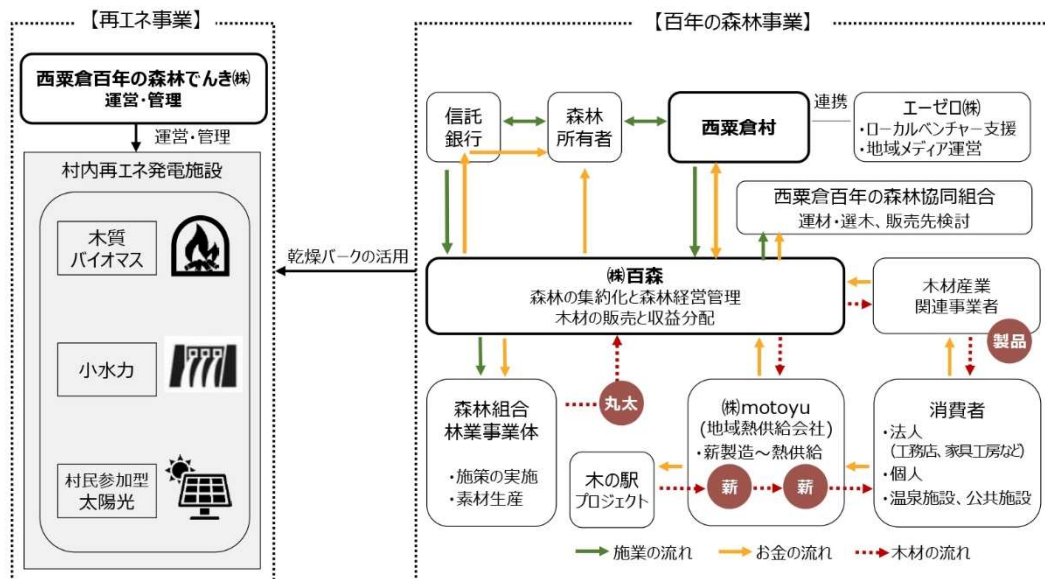 【再エネ事業】
西粟倉百年の森林でんき㈱
運営・管理
運営・管理
村内再エネ発電施設
木質
バイオマス
小水力
村民参加型
太陽光
乾燥バークの活用
【百年の森林事業】
信託
銀行
森林
所有者
西粟倉村
連携
エーゼロ㈱
・ローカルベンチャー支援
・地域メディア運営
西粟倉百年の森林協同組合
運材・選木、販売先検討
㈱百森
森林の集約化と森林経営管理
木材の販売と収益分配
木材産業
関連事業者
製品
森林組合
林業事業体
・施策の実施
・素材生産
丸太
木の駅
プロジェクト
㈱motoyu
(地域熱供給会社)
・薪製造～熱供給
薪
薪
消費者
・法人
(工務店、家具工房など)
・個人
・温泉施設、公共施設
施業の流れ
お金の流れ
木材の流れ